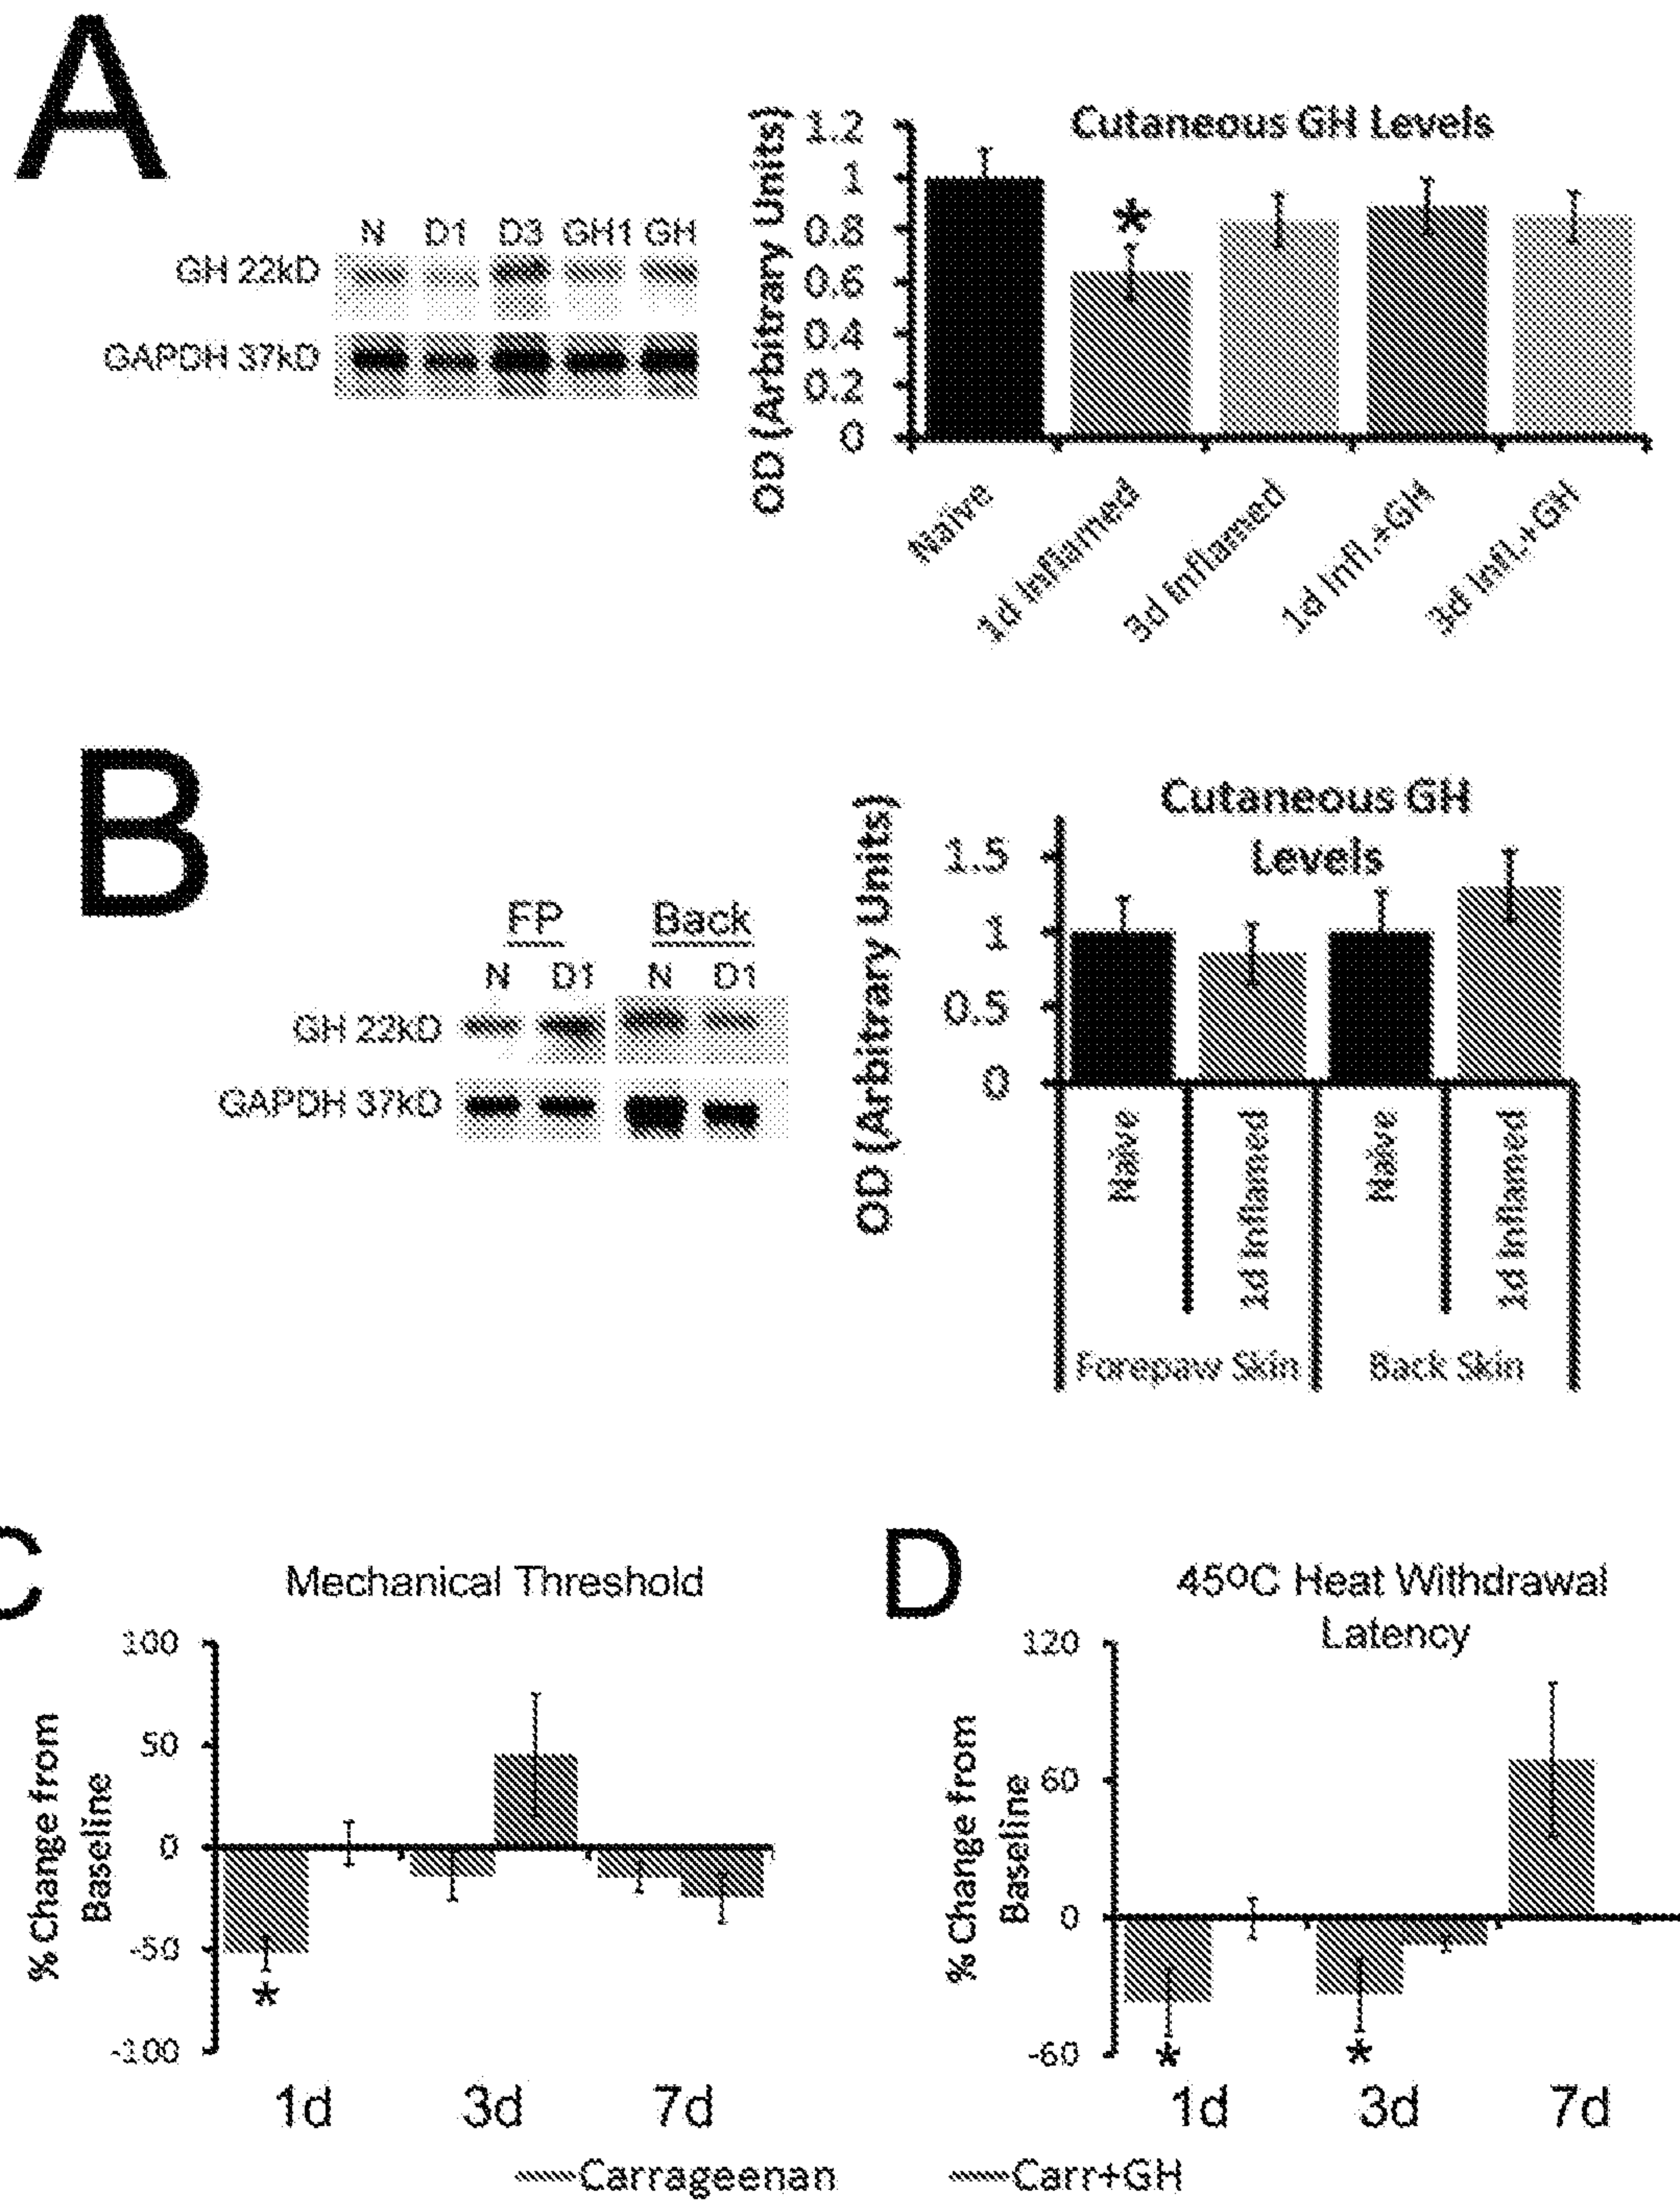 A
N D1 D3 GH1 GH
GH 22kD
GAPDH 37kD
Cutaneous GH Levels
OD (Arbitrary Units)
1.2
1
0.8
0.6
0.4
0.2
0
*
Naïve
1d Inflamed
3d Inflamed
1d Infl.+GH
3d Infl.+GH
B
FP Back
N D1 N D1
GH 22kD
GAPDH 37kD
Cutaneous GH
Levels
OD (Arbitrary Units)
1.5
1
0.5
0
Naïve
1d Inflamed
Naïve
1d Inflamed
Forepaw Skin
Back Skin
C
Mechanical Threshold
% Change from
Baseline
100
50
0
-50
-100
*
1d 3d 7d
D
45ºC Heat Withdrawal
Latency
% Change from
Baseline
120
60
0
-60
* *
1d 3d 7d
Carrageenan
Carr+GH